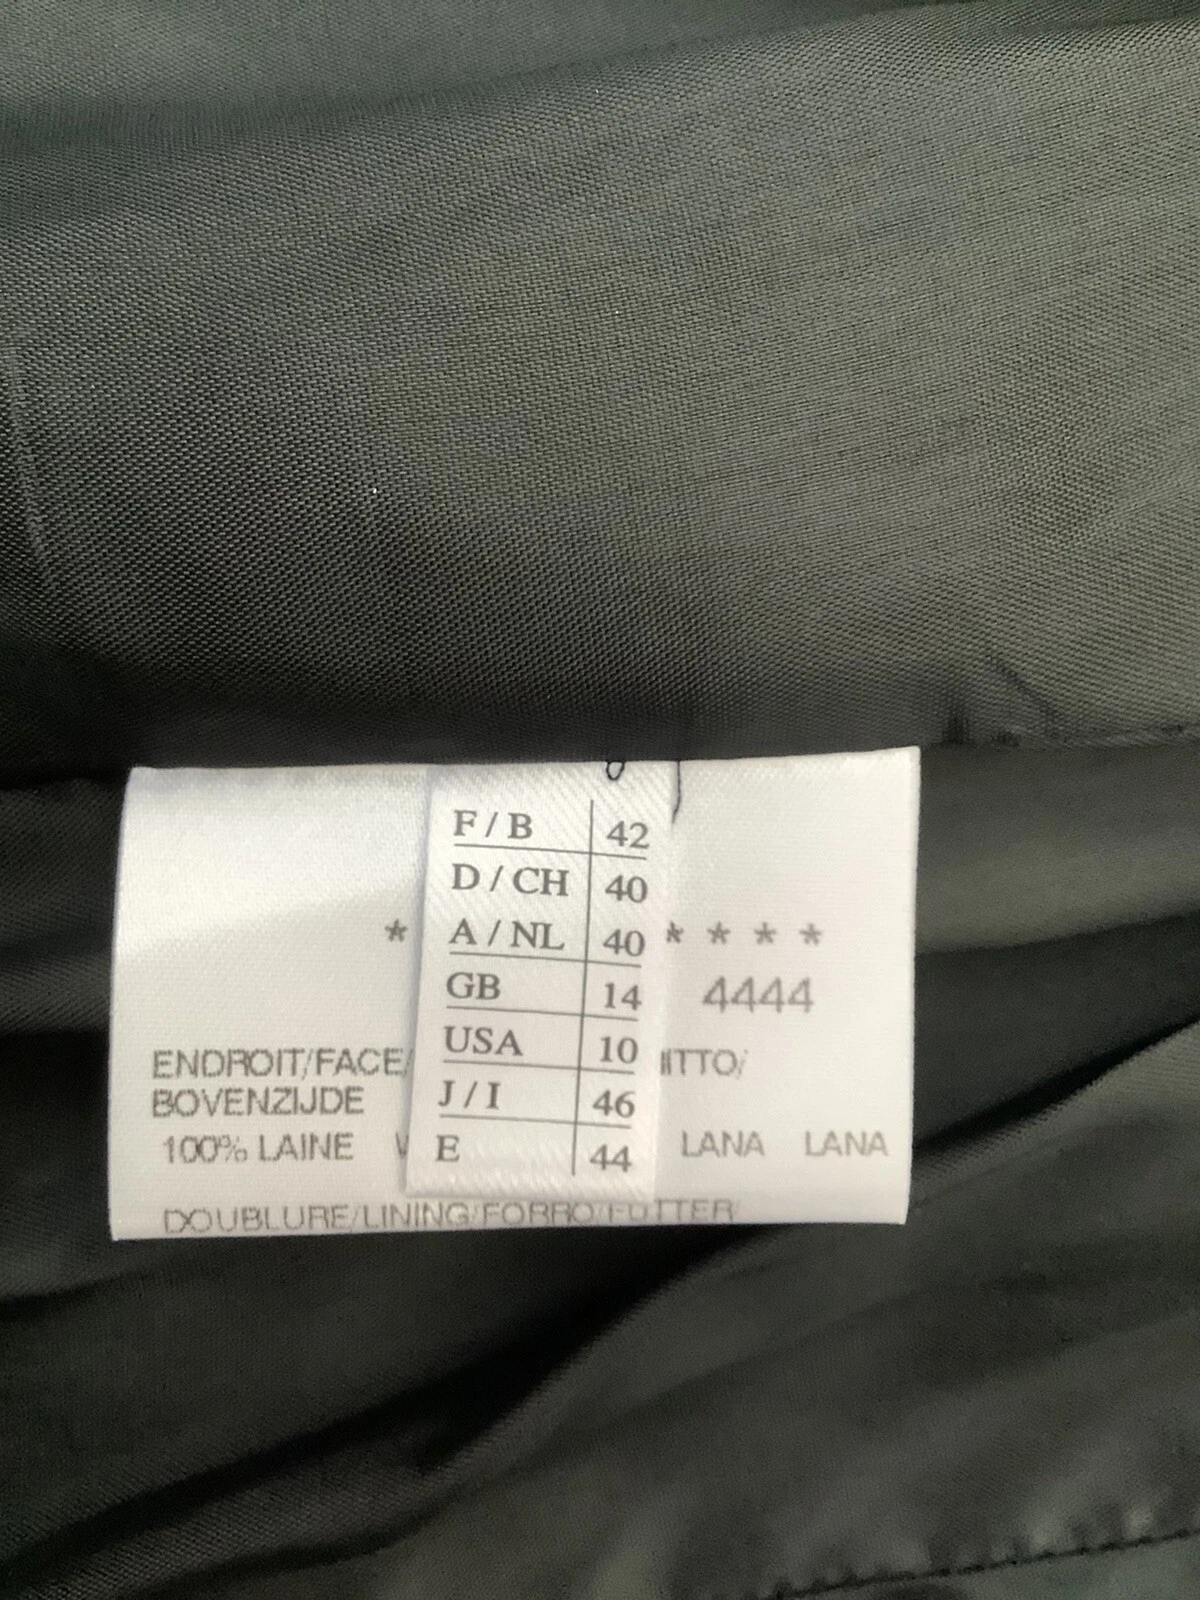 F / B 42
D / CH 40
A / NL 40
GB 14
USA 10
J / I 46
E 44
* * * * *
4444
ENDROIT/FACE/
BOVENZIJDE
100% LAINE LANA LANA
DOUBLURE/LINING/FORRO/FUTTER/